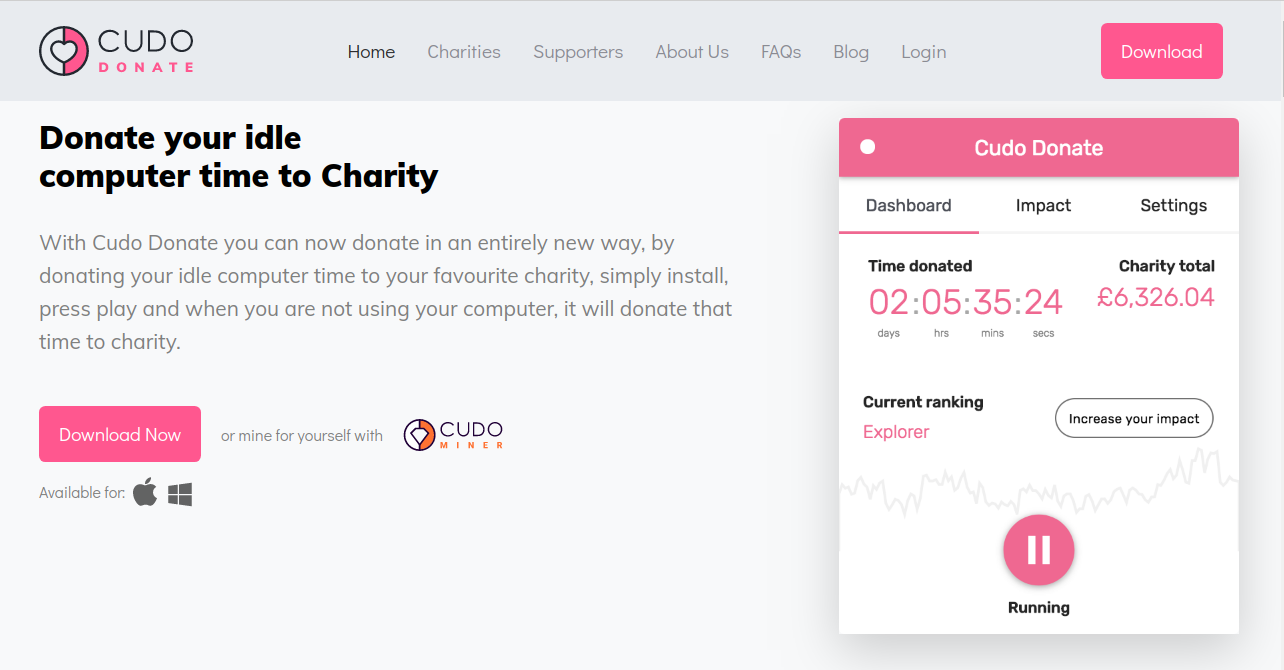 CUDO
DONATE
Home Charities Supporters About Us FAQs Blog Login
Download
Donate your idle
computer time to Charity
With Cudo Donate you can now donate in an entirely new way, by
donating your idle computer time to your favourite charity, simply install,
press play and when you are not using your computer, it will donate that
time to charity.
Download Now
or mine for yourself with
CUDO
MINER
Available for:
Cudo Donate
Dashboard Impact Settings
Time donated Charity total
02:05:35:24 £6,326.04
days hrs mins secs
Current ranking
Explorer
Increase your impact
Running